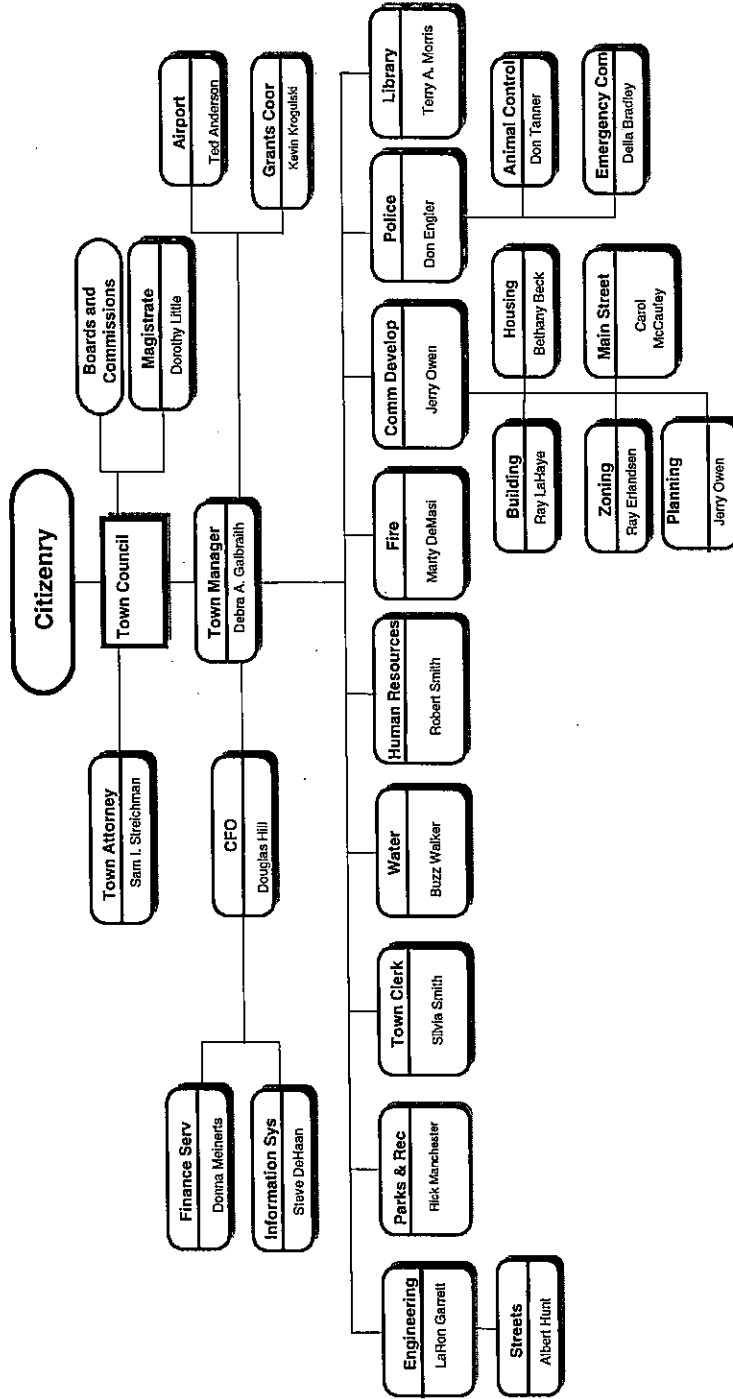 Citizenry
Town Council
Boards and
Commissions
Magistrate
Dorothy Little
Town Attorney
Sam I. Streichman
Town Manager
Debra A. Galbraith
Airport
Ted Anderson
Grants Coor
Kevin Krogulski
CFO
Douglas Hill
Finance Serv
Donna Meinerts
Information Sys
Steve DeHaan
Engineering
LaRon Garrett
Parks & Rec
Rick Manchester
Town Clerk
Silvia Smith
Water
Buzz Walker
Human Resources
Robert Smith
Fire
Marty DeMasi
Comm Develop
Jerry Owen
Police
Don Engler
Library
Terry A. Morris
Streets
Albert Hunt
Building
Ray LaHaye
Housing
Bethany Beck
Zoning
Ray Erlandsen
Main Street
Carol
McCauley
Planning
Jerry Owen
Animal Control
Don Tanner
Emergency Com
Della Bradley